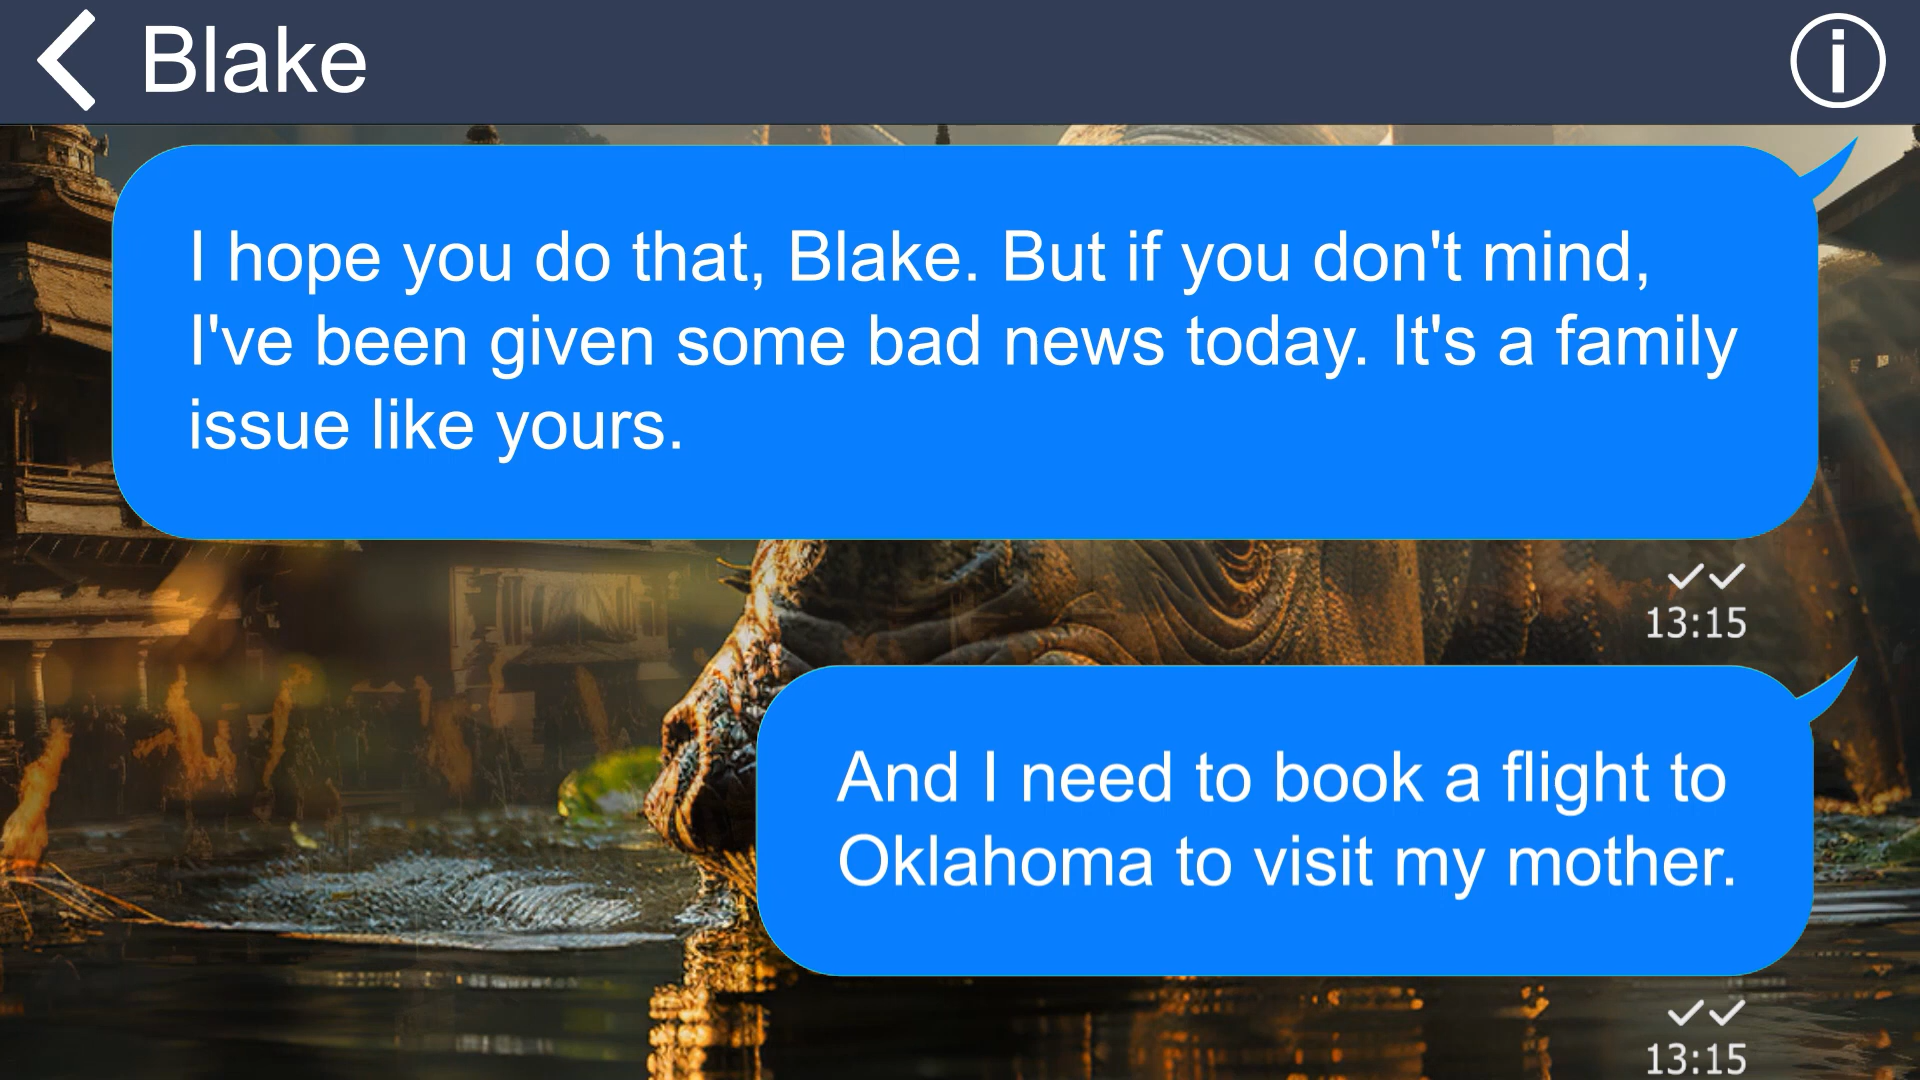 Blake
I hope you do that, Blake. But if you don't mind,
I've been given some bad news today. It's a family
issue like yours.
13:15
And I need to book a flight to
Oklahoma to visit my mother.
13:15